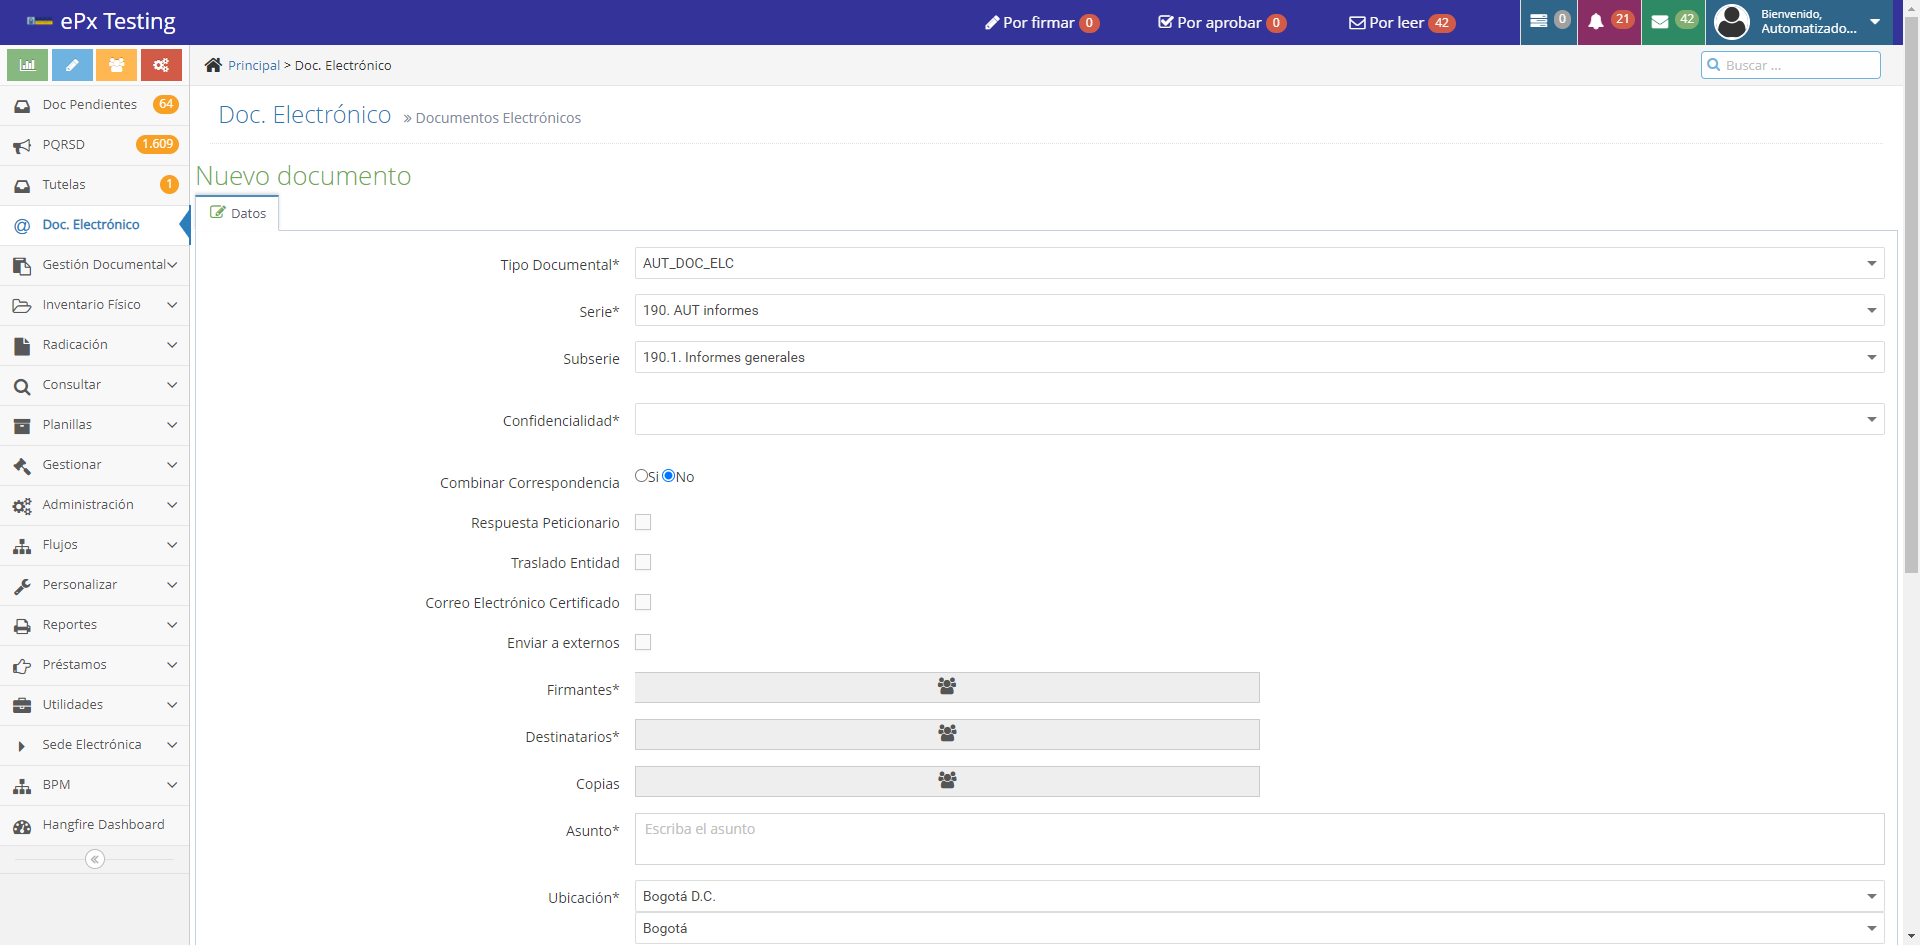 ePx Testing
Por firmar 0
Por aprobar 0
Por leer 42
0
21
42
Bienvenido,
Automatizado...
Principal > Doc. Electrónico
Buscar ...
Doc Pendientes 64
PQRSD 1.609
Tutelas 1
@ Doc. Electrónico
Gestión Documental
Inventario Físico
Radicación
Consultar
Planillas
Gestionar
Administración
Flujos
Personalizar
Reportes
Préstamos
Utilidades
Sede Electrónica
BPM
Hangfire Dashboard
Doc. Electrónico » Documentos Electrónicos
Nuevo documento
Datos
Tipo Documental* AUT_DOC_ELC
Serie* 190. AUT informes
Subserie 190.1. Informes generales
Confidencialidad*
Combinar Correspondencia Si No
Respuesta Peticionario
Traslado Entidad
Correo Electrónico Certificado
Enviar a externos
Firmantes*
Destinatarios*
Copias
Asunto* Escriba el asunto
Ubicación* Bogotá D.C.
Bogotá